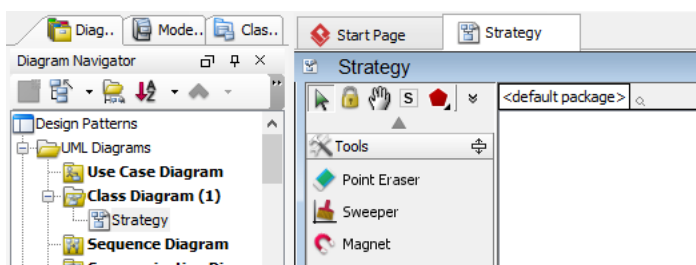 Diag..
Mode..
Clas..
Start Page
Strategy
Diagram Navigator
Strategy
S
<default package>
Design Patterns
UML Diagrams
Use Case Diagram
Class Diagram (1)
Strategy
Sequence Diagram
Tools
Point Eraser
Sweeper
Magnet